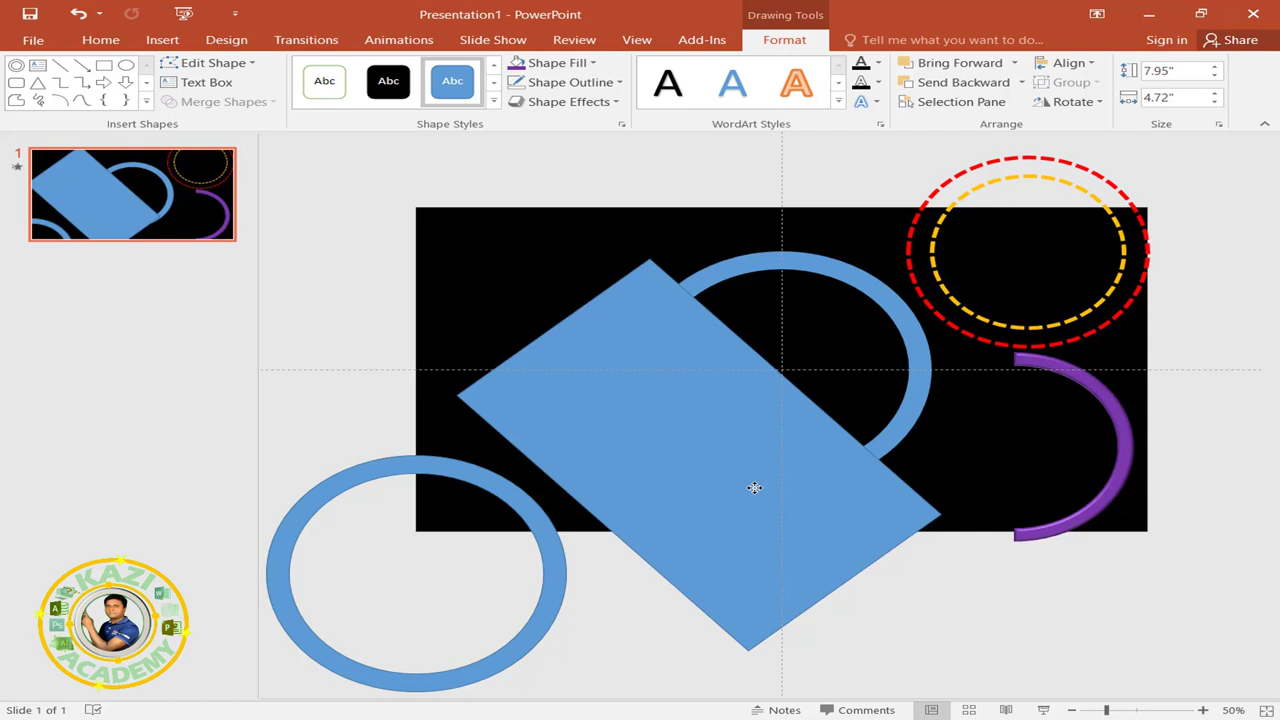 Presentation1 - PowerPoint
Drawing Tools
File
Home
Insert
Design
Transitions
Animations
Slide Show
Review
View
Add-Ins
Format
Tell me what you want to do...
Sign in
Share
Edit Shape
Text Box
Merge Shapes
Insert Shapes
Abc
Abc
Abc
Shape Fill
Shape Outline
Shape Effects
Shape Styles
A
A
A
WordArt Styles
Bring Forward
Send Backward
Selection Pane
Align
Group
Rotate
Arrange
7.95"
4.72"
Size
1
KAZI
ACADEMY
Slide 1 of 1
Notes
Comments
50%